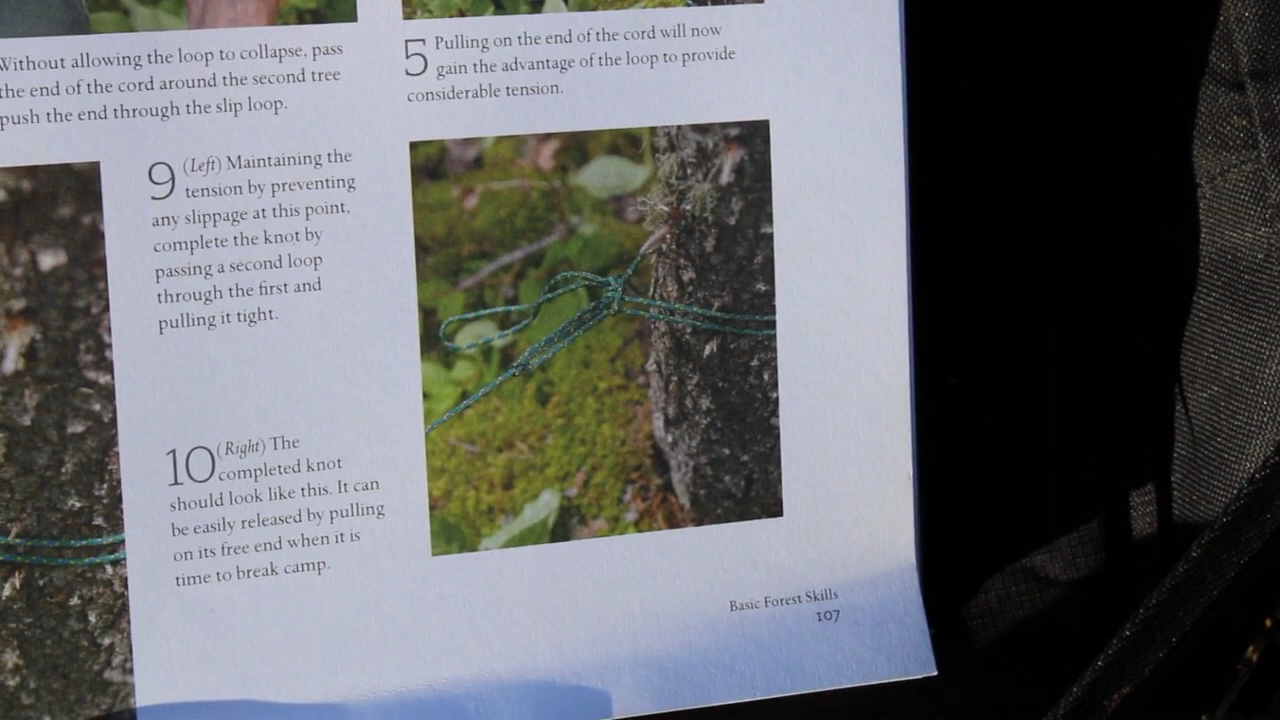 Without allowing the loop to collapse, pass
the end of the cord around the second tree
push the end through the slip loop.
5 Pulling on the end of the cord will now
gain the advantage of the loop to provide
considerable tension.
9 (Left) Maintaining the
tension by preventing
any slippage at this point,
complete the knot by
passing a second loop
through the first and
pulling it tight.
10 (Right) The
completed knot
should look like this. It can
be easily released by pulling
on its free end when it is
time to break camp.
Basic Forest Skills
107